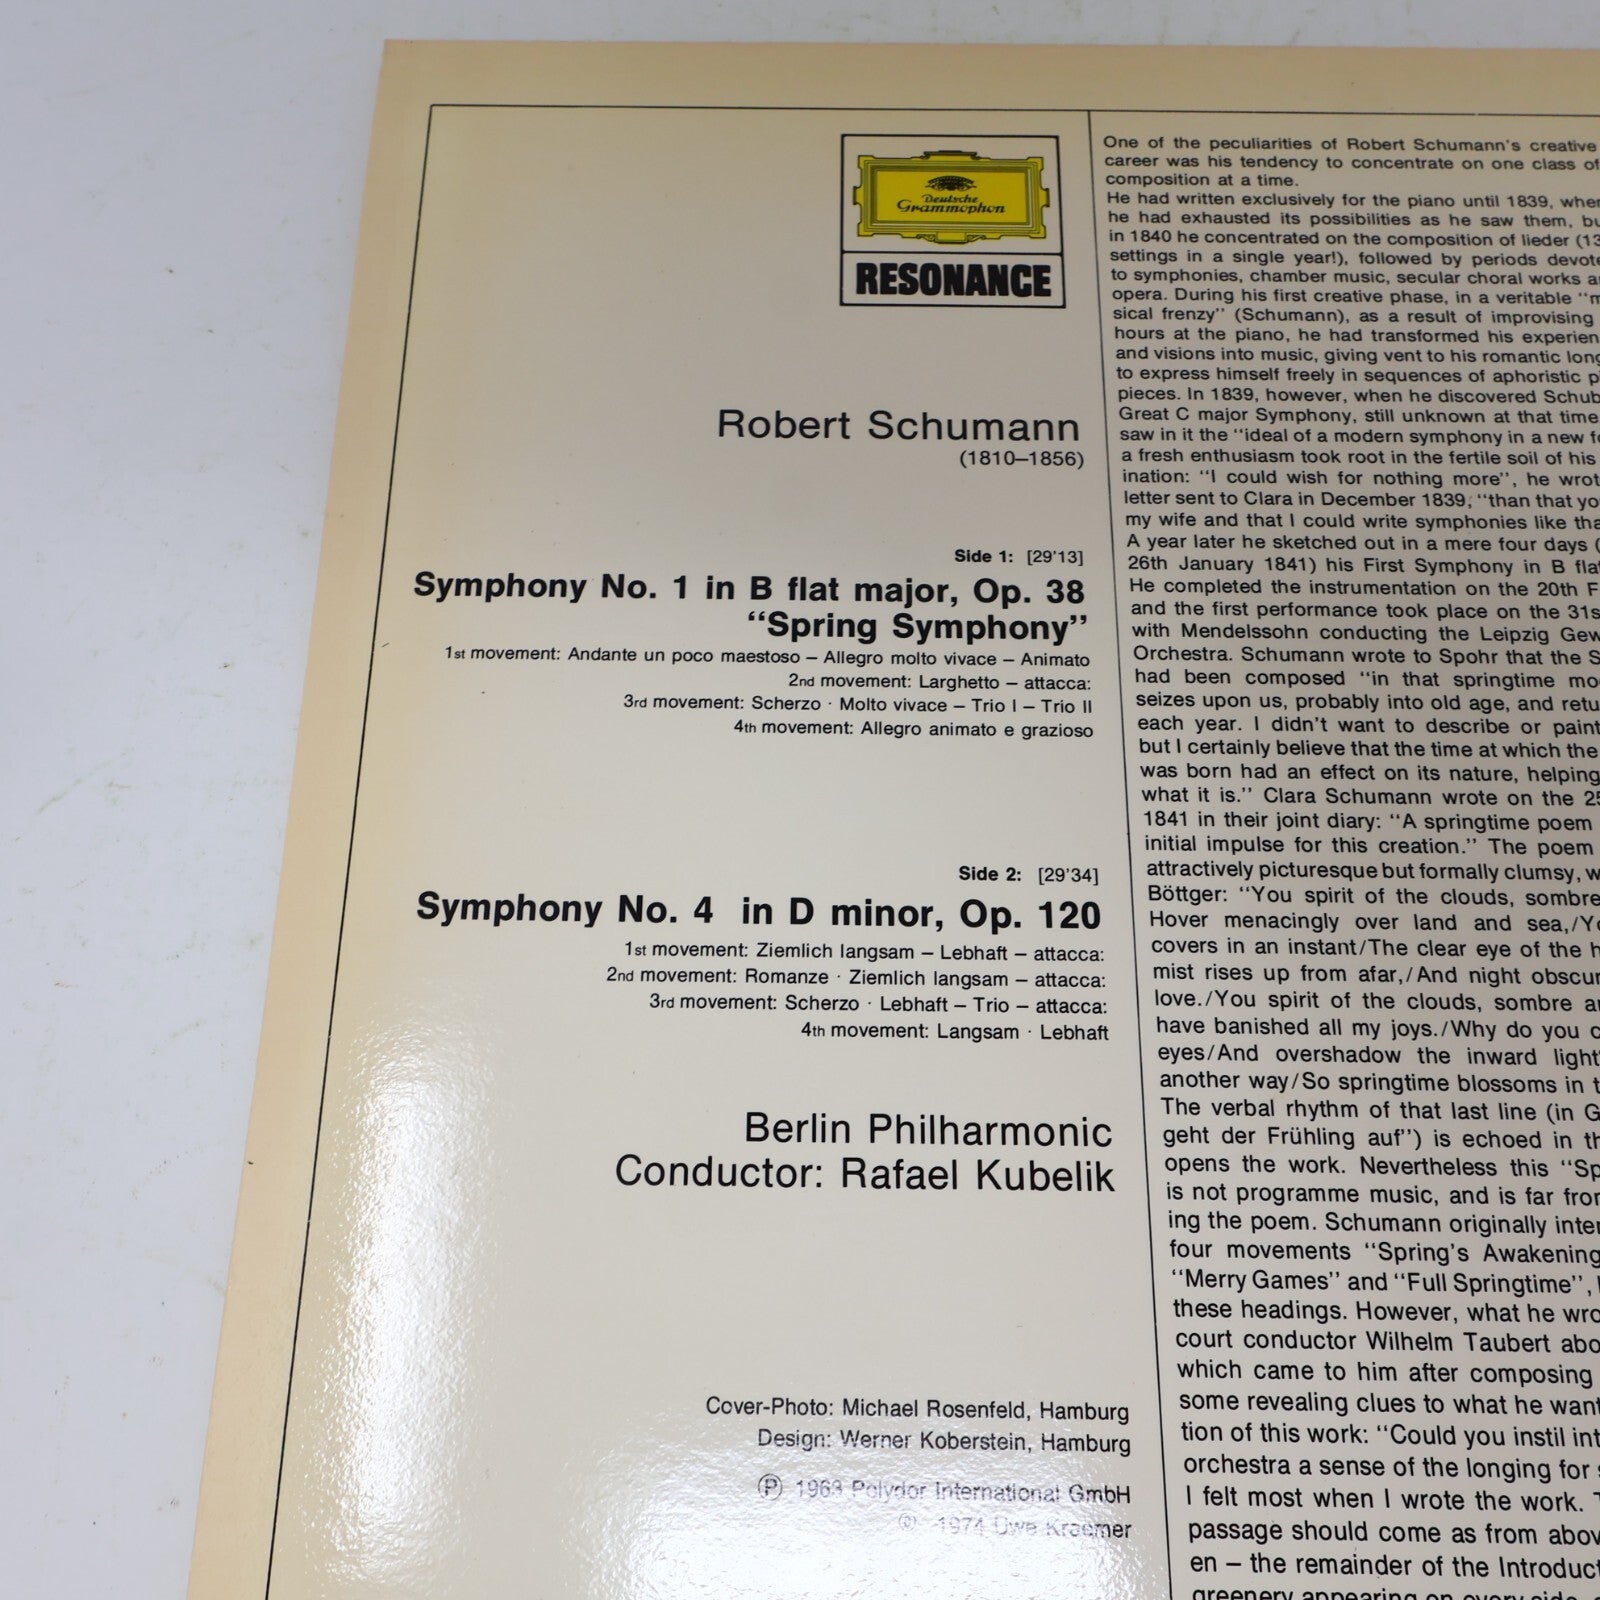 Deutsche
Grammophon
RESONANCE
Robert Schumann
(1810–1856)
Side 1: [29'13]
Symphony No. 1 in B flat major, Op. 38
“Spring Symphony”
1st movement: Andante un poco maestoso – Allegro molto vivace – Animato
2nd movement: Larghetto – attacca:
3rd movement: Scherzo · Molto vivace – Trio I – Trio II
4th movement: Allegro animato e grazioso
Side 2: [29'34]
Symphony No. 4 in D minor, Op. 120
1st movement: Ziemlich langsam – Lebhaft – attacca:
2nd movement: Romanze · Ziemlich langsam – attacca:
3rd movement: Scherzo · Lebhaft – Trio – attacca:
4th movement: Langsam · Lebhaft
Berlin Philharmonic
Conductor: Rafael Kubelik
Cover-Photo: Michael Rosenfeld, Hamburg
Design: Werner Koberstein, Hamburg
Ⓟ 1963 Polydor International GmbH
© 1974 Uwe Kraemer
One of the peculiarities of Robert Schumann's creative
career was his tendency to concentrate on one class of
composition at a time.
He had written exclusively for the piano until 1839, when
he had exhausted its possibilities as he saw them,
in 1840 he concentrated on the composition of lieder (13
settings in a single year!), followed by periods
to symphonies, chamber music, secular choral works
opera. During his first creative phase, in a veritable
sical frenzy” (Schumann), as a result of improvising
hours at the piano, he had transformed his
and visions into music, giving vent to his romantic
to express himself freely in sequences of aphoristic
pieces. In 1839, however, when he discovered
Great C major Symphony, still unknown at that time
saw in it the “ideal of a modern symphony in a new
a fresh enthusiasm took root in the fertile soil of his
ination: “I could wish for nothing more”, he
letter sent to Clara in December 1839, “than that
my wife and that I could write symphonies like
A year later he sketched out in a mere four days (
26th January 1841) his First Symphony in B
He completed the instrumentation on the 20th
and the first performance took place on the 31s
with Mendelssohn conducting the Leipzig
Orchestra. Schumann wrote to Spohr that the
had been composed “in that springtime
seizes upon us, probably into old age, and
each year. I didn't want to describe or paint
but I certainly believe that the time at which the
was born had an effect on its nature, helping
what it is.” Clara Schumann wrote on the
1841 in their joint diary: “A springtime poem
initial impulse for this creation.” The poem
attractively picturesque but formally clumsy,
Böttger: “You spirit of the clouds, sombre
Hover menacingly over land and sea,/
covers in an instant/The clear eye of the
mist rises up from afar,/And night
love./You spirit of the clouds, sombre
have banished all my joys./Why do you
eyes/And overshadow the inward light
another way/So springtime blossoms in
The verbal rhythm of that last line (in
geht der Frühling auf”) is echoed in
opens the work. Nevertheless this
is not programme music, and is far
ing the poem. Schumann originally
four movements “Spring's Awakening
“Merry Games” and “Full Springtime”,
these headings. However, what he
court conductor Wilhelm Taubert
which came to him after composing
some revealing clues to what he
tion of this work: “Could you instil
orchestra a sense of the longing for
I felt most when I wrote the work.
passage should come as from
en – the remainder of the
greenery appearing on every side,